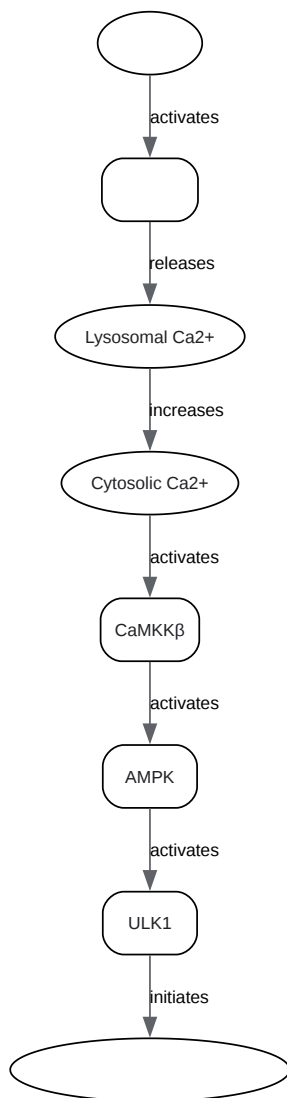 activates
releases
Lysosomal Ca2+
increases
Cytosolic Ca2+
activates
CaMKKβ
activates
AMPK
activates
ULK1
initiates